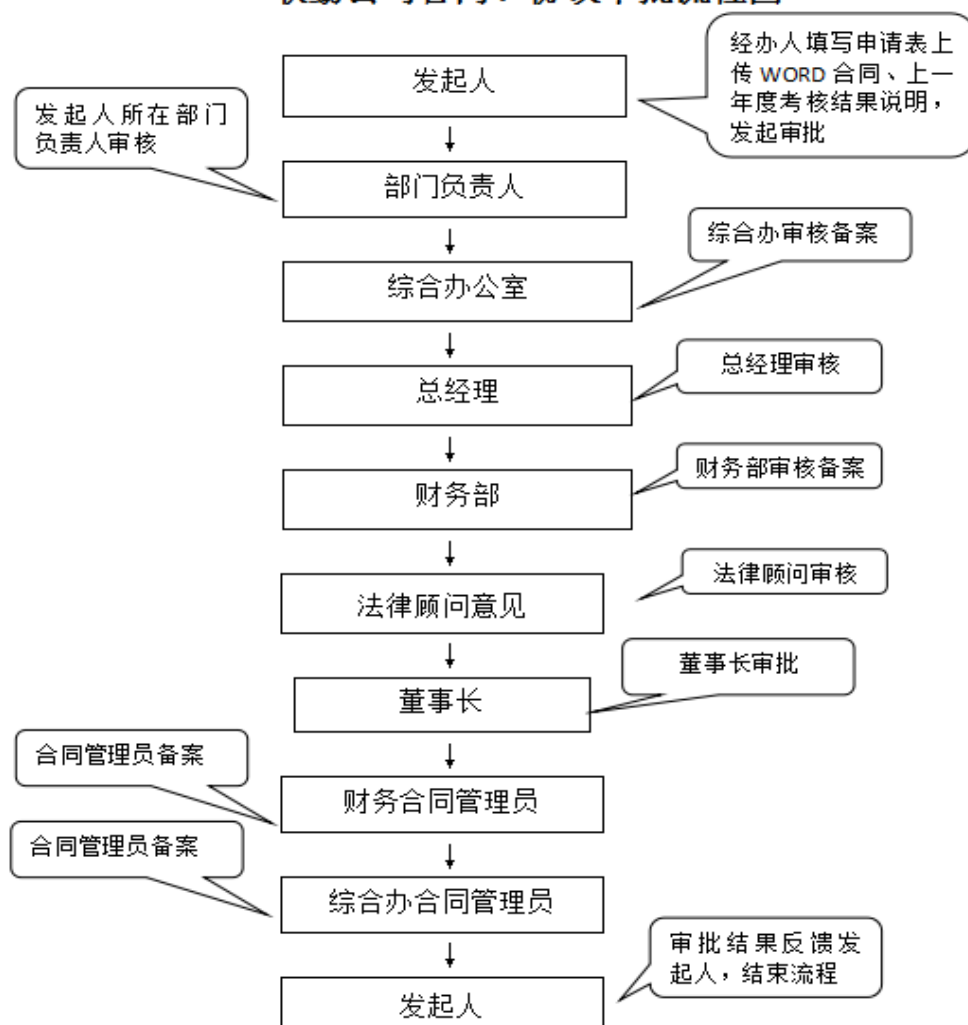 发起人
经办人填写申请表上
传 WORD 合同、上一
年度考核结果说明，
发起审批
发起人所在部门
负责人审核
部门负责人
综合办审核备案
综合办公室
总经理审核
总经理
财务部审核备案
财务部
法律顾问审核
法律顾问意见
董事长审批
董事长
合同管理员备案
财务合同管理员
合同管理员备案
综合办合同管理员
审批结果反馈发
起人，结束流程
发起人